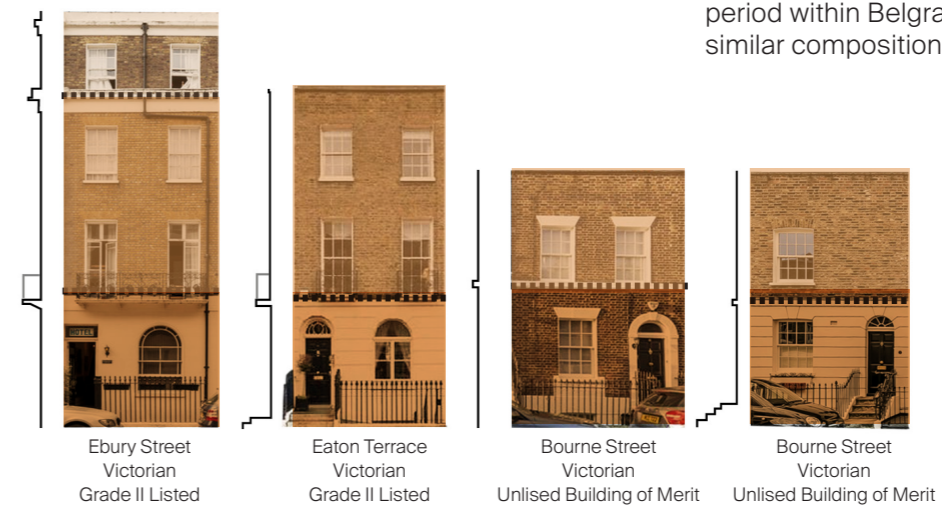 period within Belgra
similar composition
HOTEL
Ebury Street
Victorian
Grade II Listed
Eaton Terrace
Victorian
Grade II Listed
Bourne Street
Victorian
Unlised Building of Merit
Bourne Street
Victorian
Unlised Building of Merit